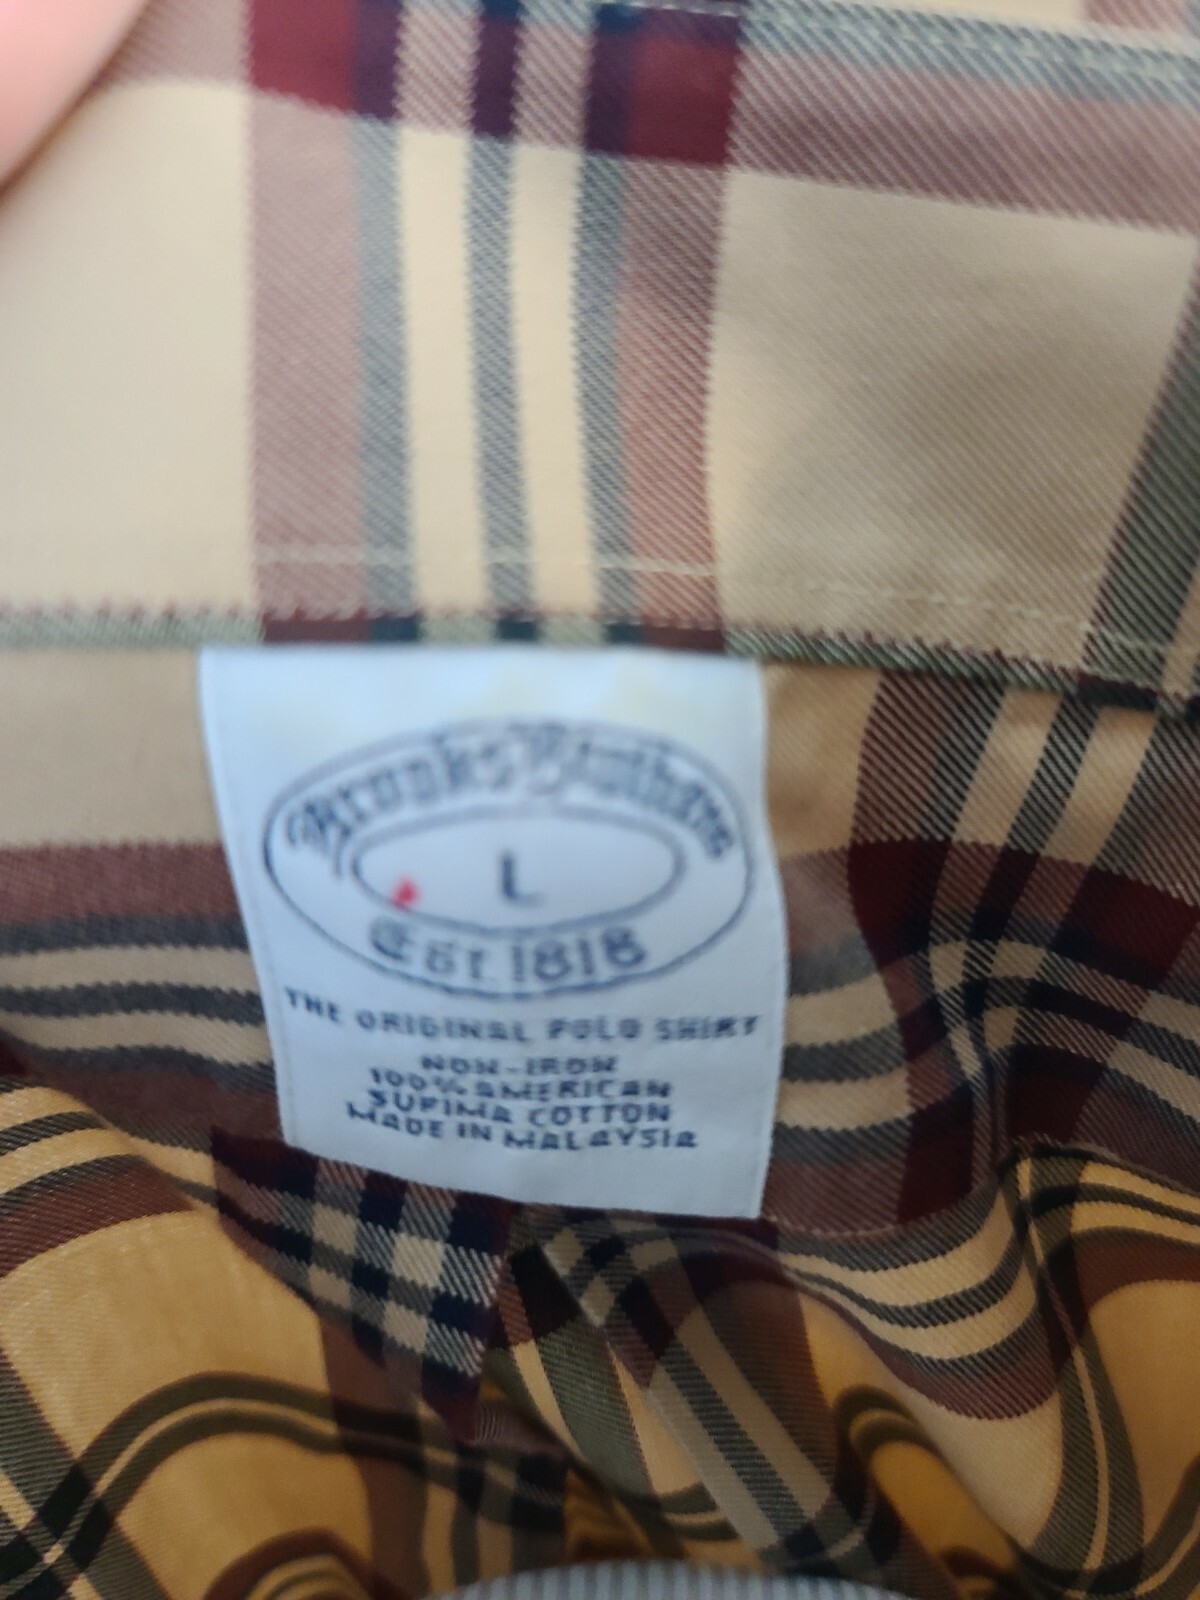 Brooks Brothers
L
Est. 1818
THE ORIGINAL POLO SHIRT
NON-IRON
100% AMERICAN
SUPIMA COTTON
MADE IN MALAYSIA